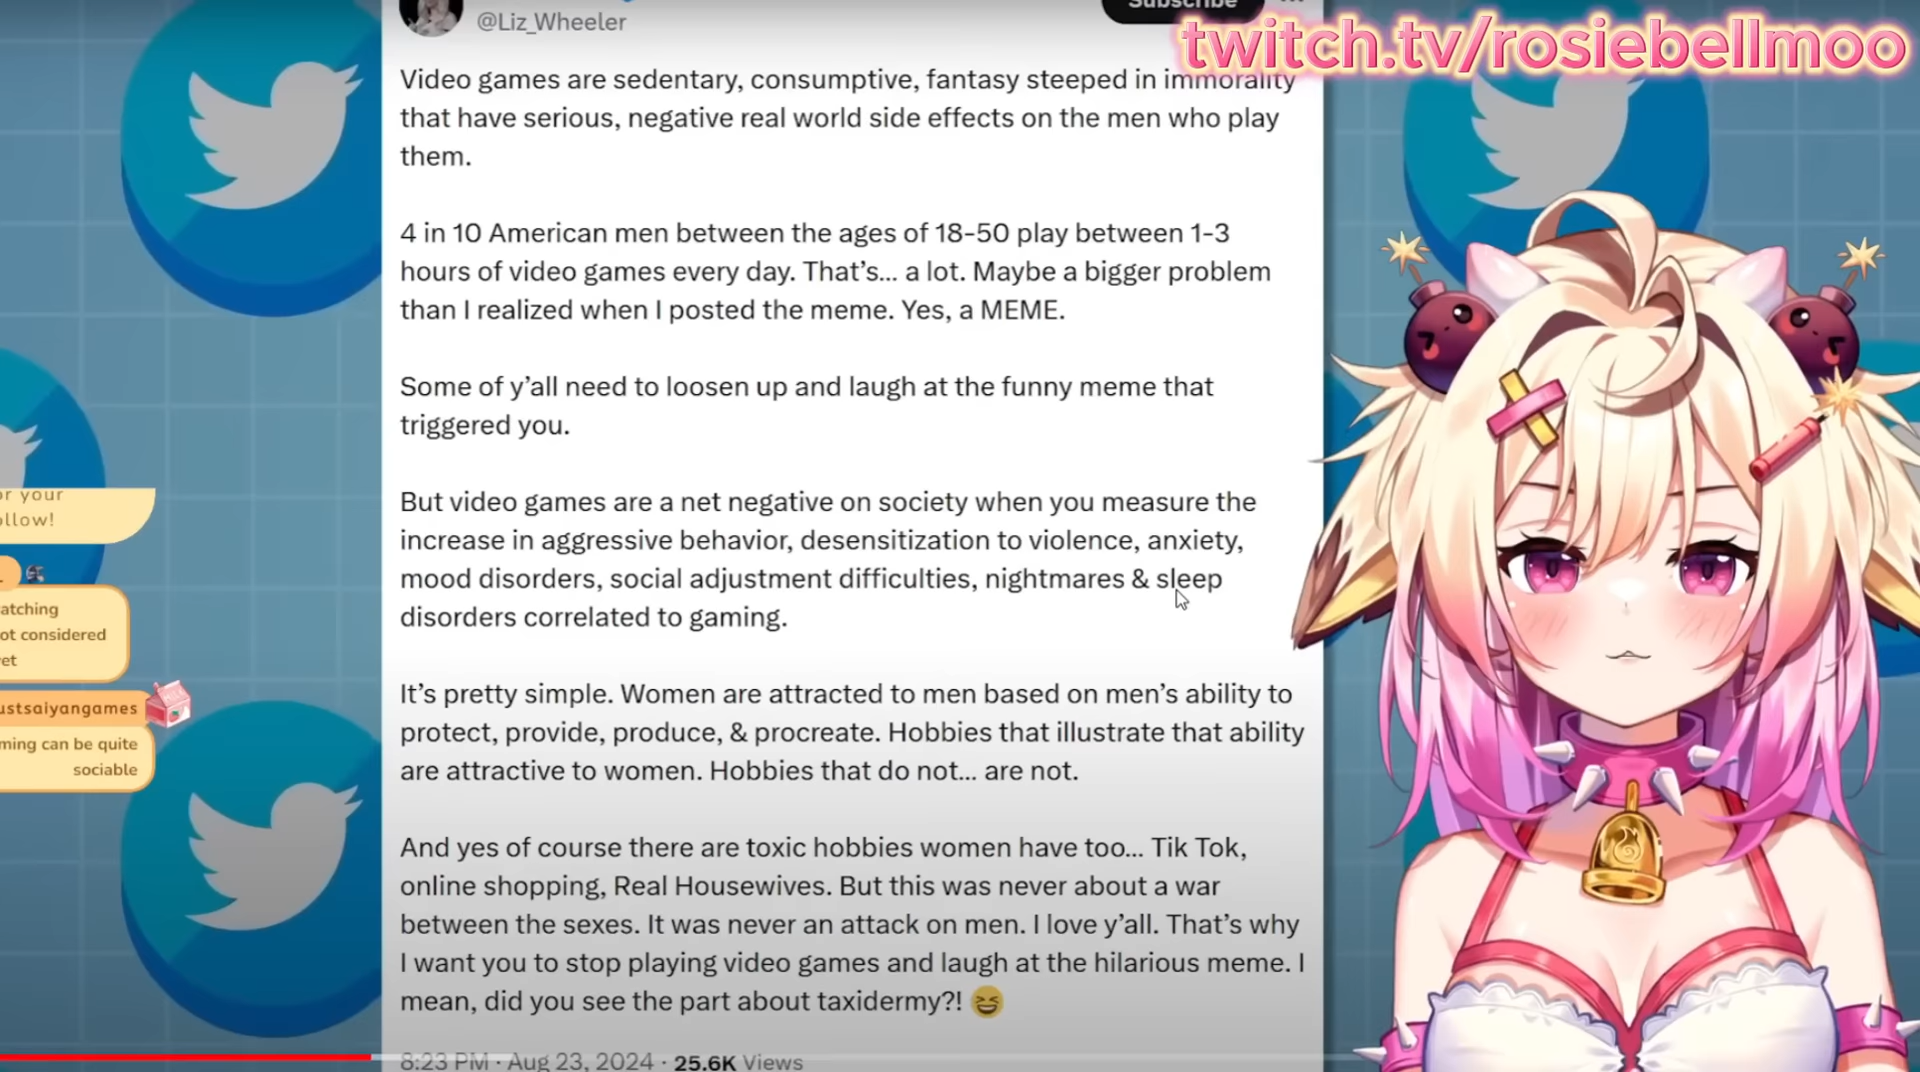 Subscribe
@Liz_Wheeler
twitch.tv/rosiebellmoo
Video games are sedentary, consumptive, fantasy steeped in immorality
that have serious, negative real world side effects on the men who play
them.
4 in 10 American men between the ages of 18-50 play between 1-3
hours of video games every day. That’s... a lot. Maybe a bigger problem
than I realized when I posted the meme. Yes, a MEME.
Some of y’all need to loosen up and laugh at the funny meme that
triggered you.
But video games are a net negative on society when you measure the
increase in aggressive behavior, desensitization to violence, anxiety,
mood disorders, social adjustment difficulties, nightmares & sleep
disorders correlated to gaming.
It’s pretty simple. Women are attracted to men based on men’s ability to
protect, provide, produce, & procreate. Hobbies that illustrate that ability
are attractive to women. Hobbies that do not... are not.
And yes of course there are toxic hobbies women have too... Tik Tok,
online shopping, Real Housewives. But this was never about a war
between the sexes. It was never an attack on men. I love y’all. That’s why
I want you to stop playing video games and laugh at the hilarious meme. I
mean, did you see the part about taxidermy?! 😆
8:23 PM · Aug 23, 2024 · 25.6K Views
or your
ollow!
atching
ot considered
et
ustsaiyangames
ming can be quite
sociable